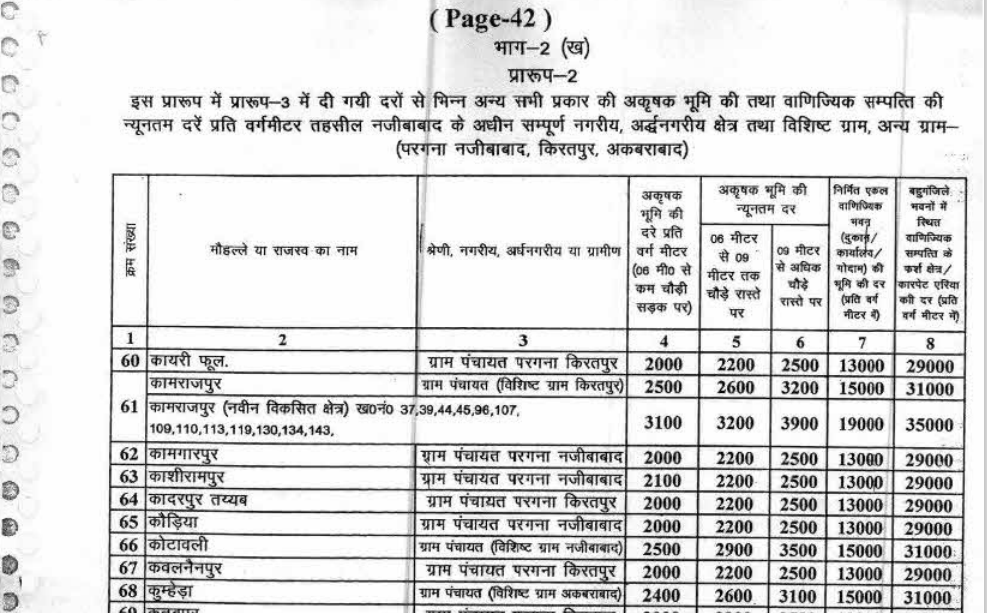 ( Page-42 )
भाग–2 (ख)
प्रारूप–2
इस प्रारूप में प्रारूप–3 में दी गयी दरों से भिन्न अन्य सभी प्रकार की अकृषक भूमि की तथा वाणिज्यिक सम्पत्ति की
न्यूनतम दरें प्रति वर्गमीटर तहसील नजीबाबाद के अधीन सम्पूर्ण नगरीय, अर्द्धनगरीय क्षेत्र तथा विशिष्ट ग्राम, अन्य ग्राम–
(परगना नजीबाबाद, किरतपुर, अकबराबाद)
क्रम संख्या
मौहल्ले या राजस्व का नाम
श्रेणी, नगरीय, अर्धनगरीय या ग्रामीण
अकृषक
भूमि की
दरे प्रति
वर्ग मीटर
(06 मी0 से
कम चौड़ी
सड़क पर)
अकृषक भूमि की
न्यूनतम दर
06 मीटर
से 09
मीटर तक
चौड़े रास्ते
पर
09 मीटर
से अधिक
चौड़े
रास्ते पर
निर्मित एकल
वाणिज्यिक
भवन
(दुकान/
कार्यालय/
गोदाम) की
भूमि की दर
(प्रति वर्ग
मीटर में)
बहुमंजिले
भवनों में
स्थित
वाणिज्यिक
सम्पत्ति के
फर्श क्षेत्र/
कारपेट एरिया
की दर (प्रति
वर्ग मीटर में)
1 2 3 4 5 6 7 8
60 कायरी फूल. ग्राम पंचायत परगना किरतपुर 2000 2200 2500 13000 29000
कामराजपुर ग्राम पंचायत (विशिष्ट ग्राम किरतपुर) 2500 2600 3200 15000 31000
61 कामराजपुर (नवीन विकसित क्षेत्र) ख0नं0 37,39,44,45,96,107,
109,110,113,119,130,134,143, 3100 3200 3900 19000 35000
62 कामगारपुर ग्राम पंचायत परगना नजीबाबाद 2000 2200 2500 13000 29000
63 काशीरामपुर ग्राम पंचायत परगना नजीबाबाद 2100 2200 2500 13000 29000
64 कादरपुर तय्यब ग्राम पंचायत परगना किरतपुर 2000 2200 2500 13000 29000
65 कौड़िया ग्राम पंचायत परगना नजीबाबाद 2000 2200 2500 13000 29000
66 कोटावली ग्राम पंचायत (विशिष्ट ग्राम नजीबाबाद) 2500 2900 3500 15000 31000
67 कवलनैनपुर ग्राम पंचायत परगना किरतपुर 2000 2200 2500 13000 29000
68 कुम्हेड़ा ग्राम पंचायत (विशिष्ट ग्राम अकबराबाद) 2400 2600 3100 15000 31000